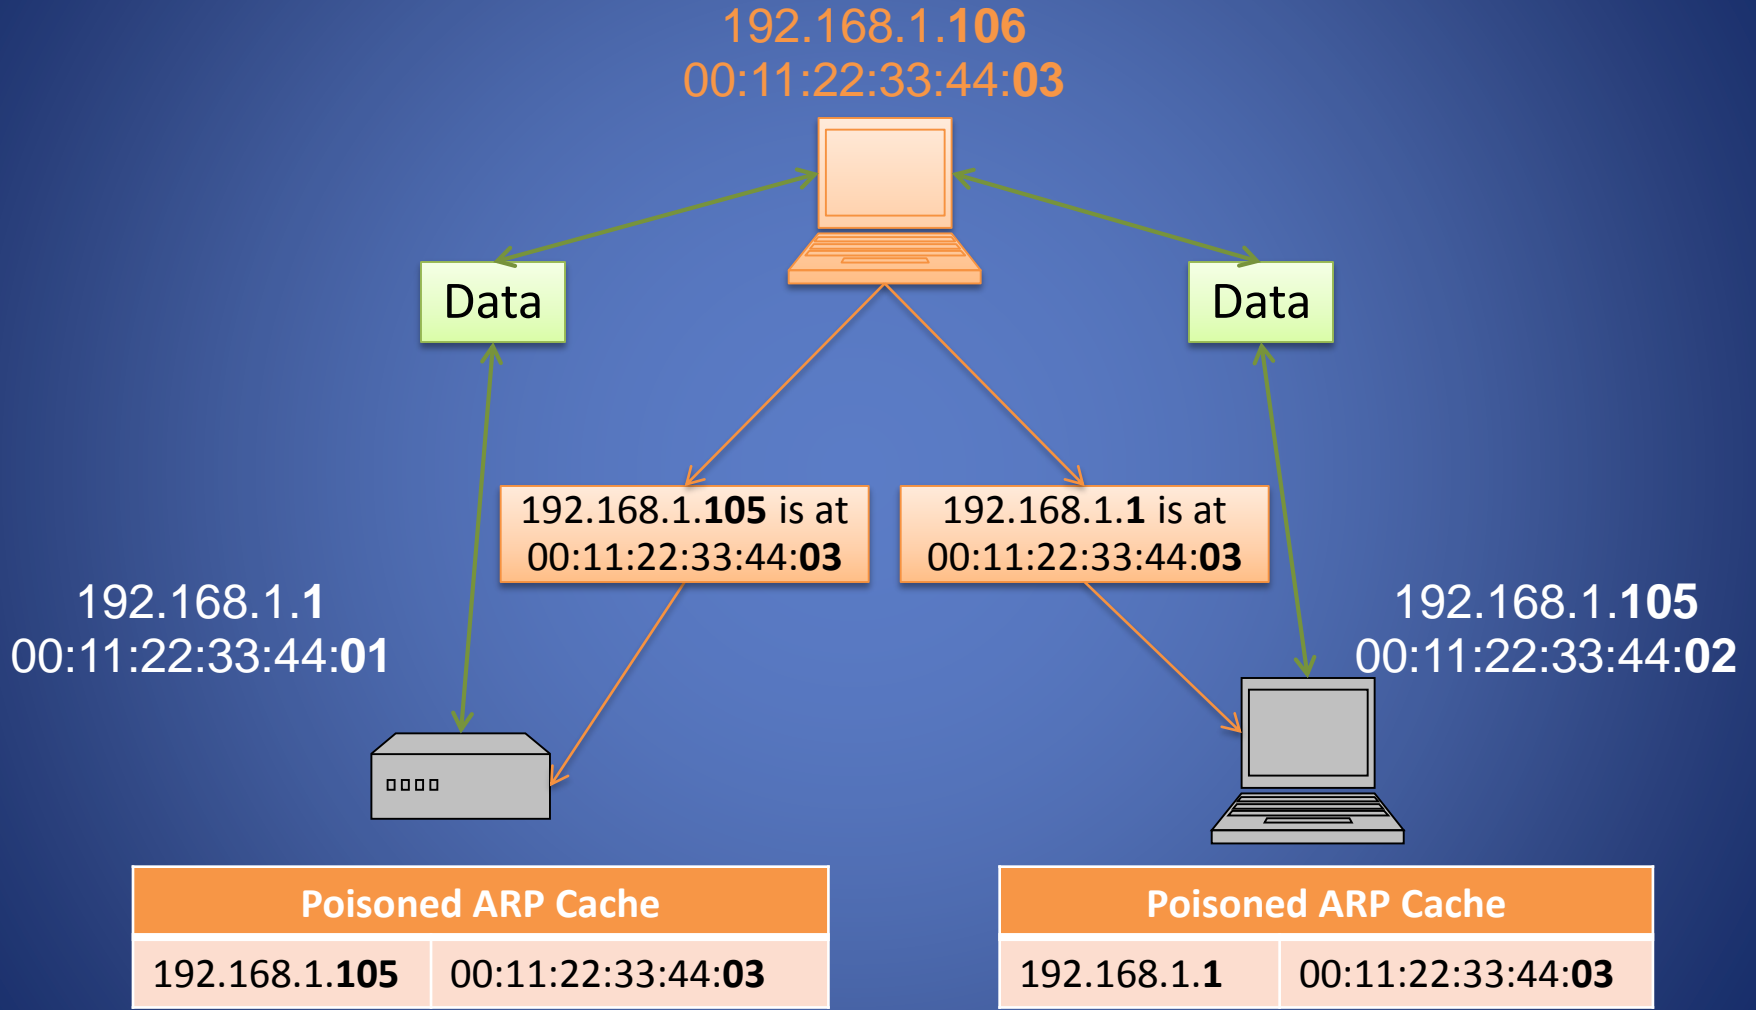 192.168.1.106
00:11:22:33:44:03
Data
Data
192.168.1.105 is at
00:11:22:33:44:03
192.168.1.1 is at
00:11:22:33:44:03
192.168.1.1
00:11:22:33:44:01
192.168.1.105
00:11:22:33:44:02
Poisoned ARP Cache
192.168.1.105 00:11:22:33:44:03
Poisoned ARP Cache
192.168.1.1 00:11:22:33:44:03